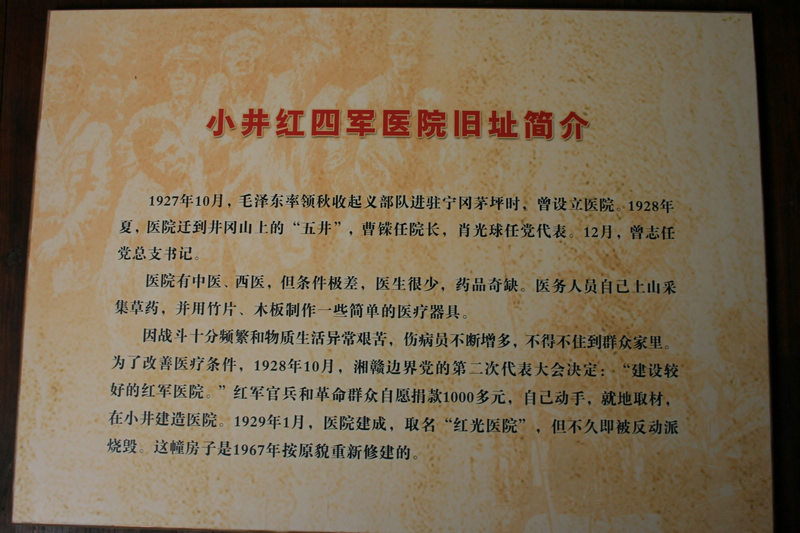 小井红四军医院旧址简介
1927年10月，毛泽东率领秋收起义部队进驻宁冈茅坪时，曾设立医院。1928年
夏，医院迁到井冈山上的“五井”，曹镕任院长，肖光球任党代表。12月，曾志任
党总支书记。
医院有中医、西医，但条件极差，医生很少，药品奇缺。医务人员自己上山采
集草药，并用竹片、木板制作一些简单的医疗器具。
因战斗十分频繁和物质生活异常艰苦，伤病员不断增多，不得不住到群众家里。
为了改善医疗条件，1928年10月，湘赣边界党的第二次代表大会决定：“建设较
好的红军医院。”红军官兵和革命群众自愿捐款1000多元，自己动手，就地取材，
在小井建造医院。1929年1月，医院建成，取名“红光医院”，但不久即被反动派
烧毁。这幢房子是1967年按原貌重新修建的。